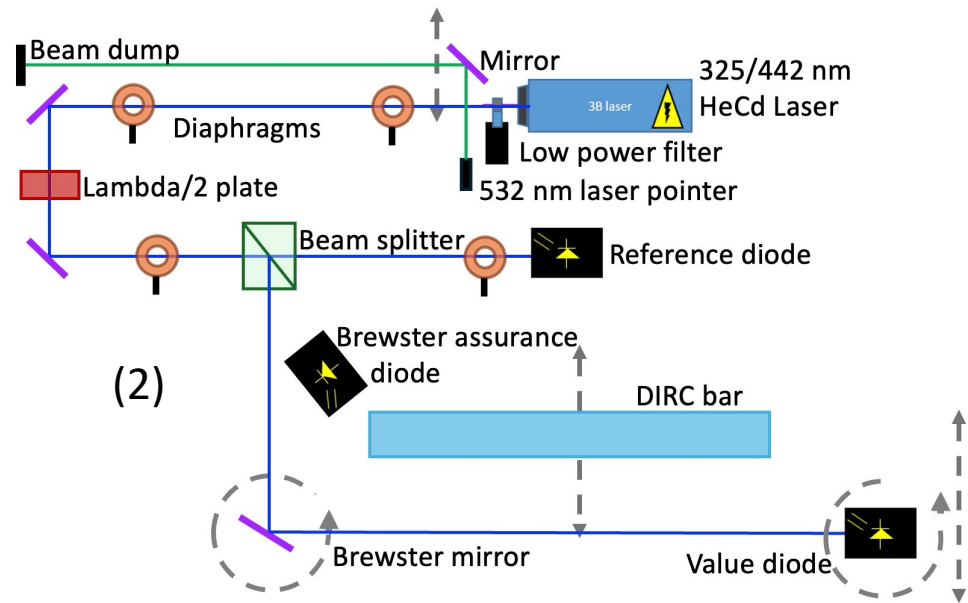 Beam dump
Mirror
325/442 nm
HeCd Laser
3B laser
Diaphragms
Low power filter
532 nm laser pointer
Lambda/2 plate
Beam splitter
Reference diode
Brewster assurance
diode
(2)
DIRC bar
Brewster mirror
Value diode